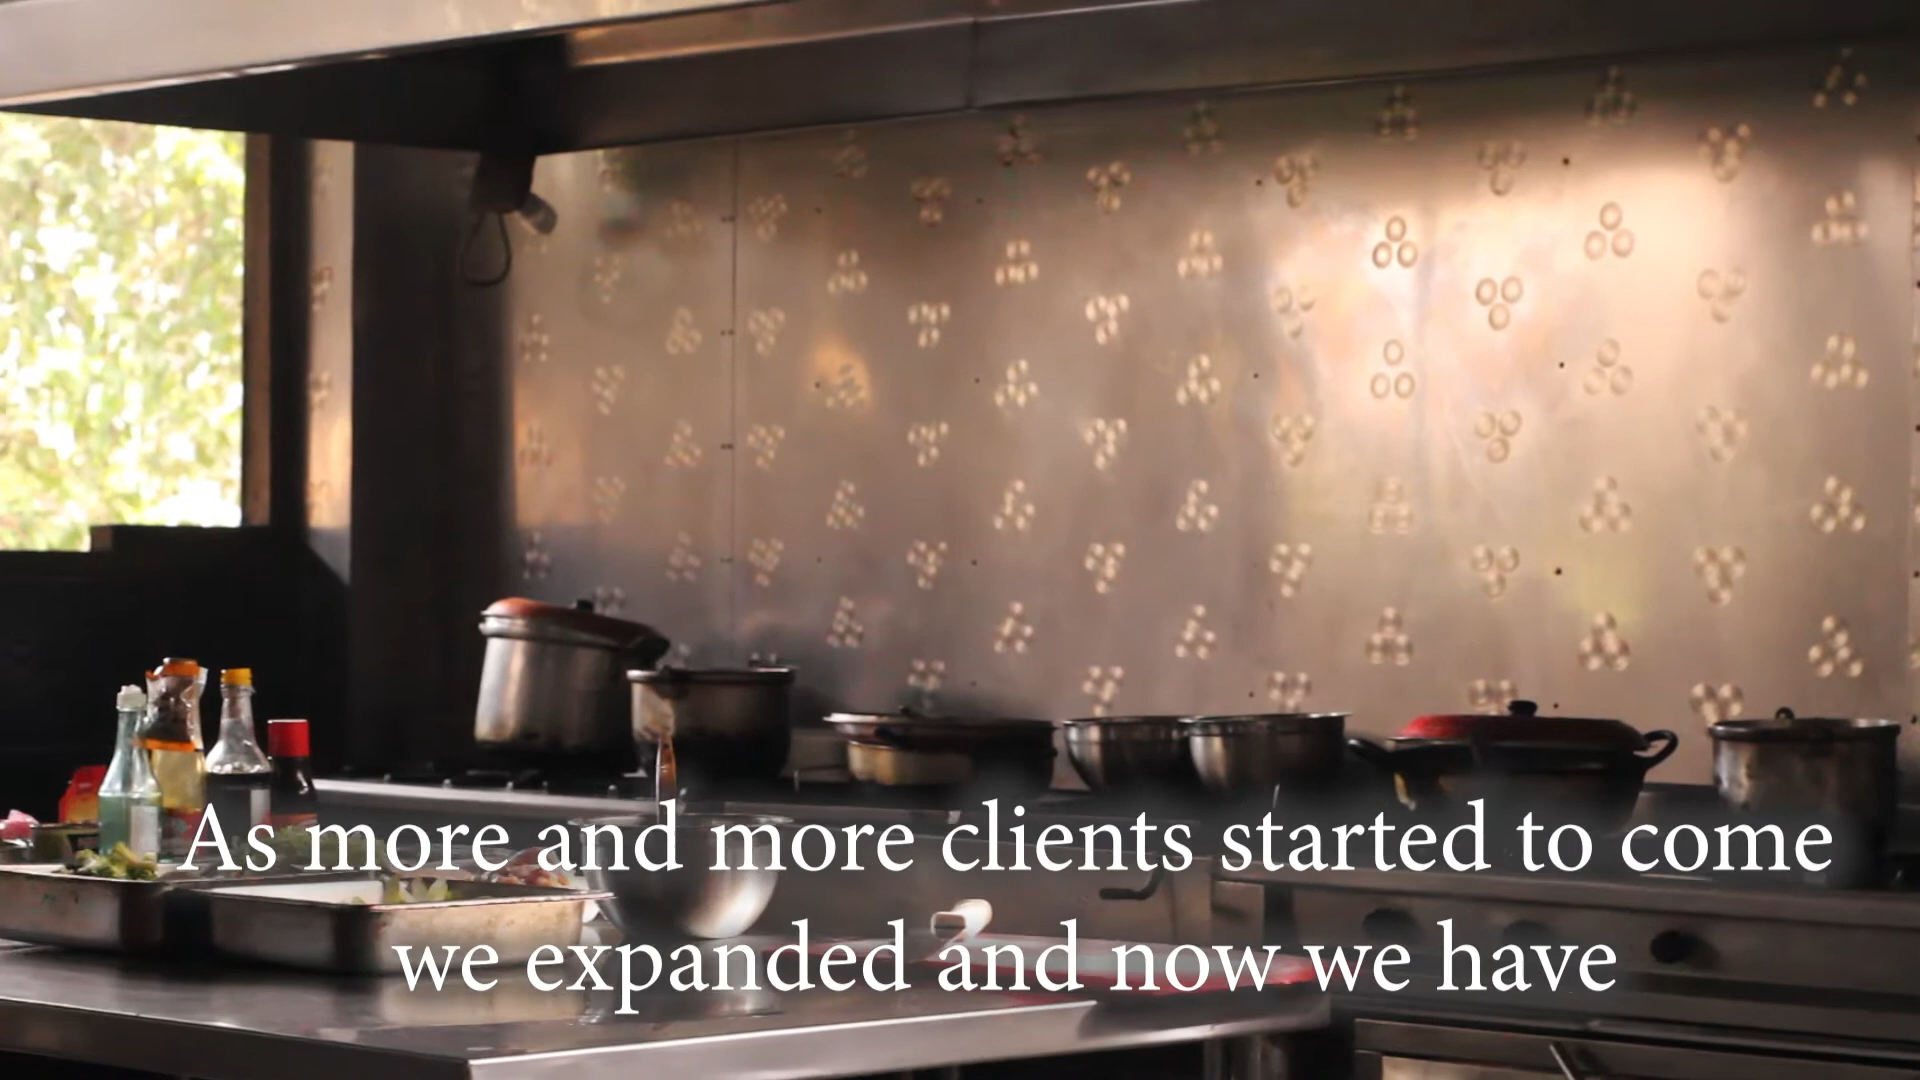 As more and more clients started to come
we expanded and now we have